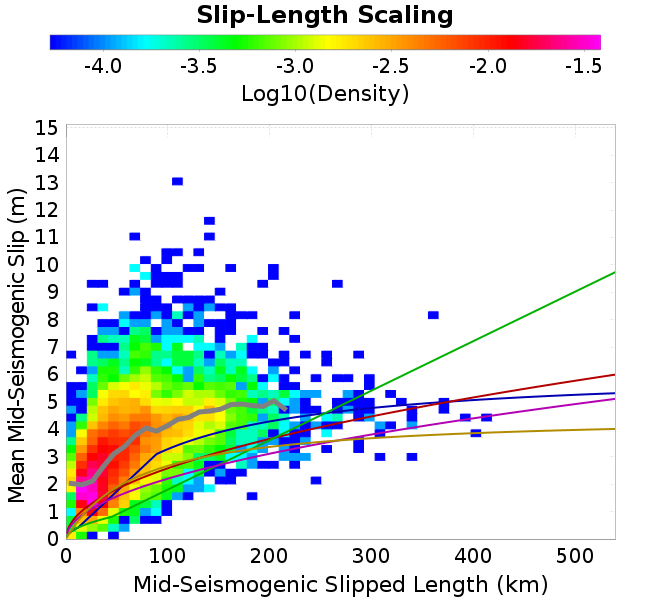 Slip-Length Scaling
-4.0 -3.5 -3.0 -2.5 -2.0 -1.5
Log10(Density)
15
14
13
12
11
10
9
8
7
6
5
4
3
2
1
0
Mean Mid-Seismogenic Slip (m)
0 100 200 300 400 500
Mid-Seismogenic Slipped Length (km)